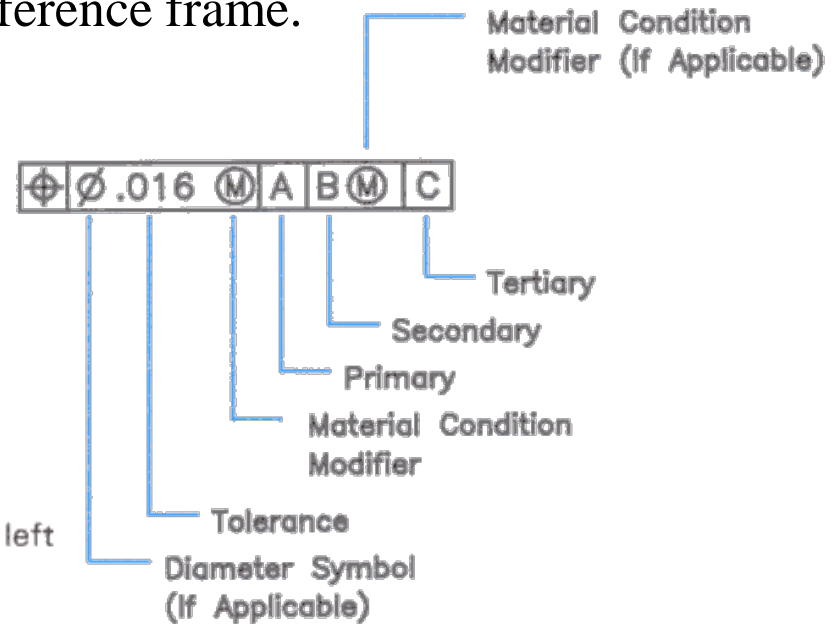 ference frame.
Material Condition
Modifier (If Applicable)
⌖ Ø .016 Ⓜ A B Ⓜ C
Tertiary
Secondary
Primary
Material Condition
Modifier
Tolerance
left
Diameter Symbol
(If Applicable)